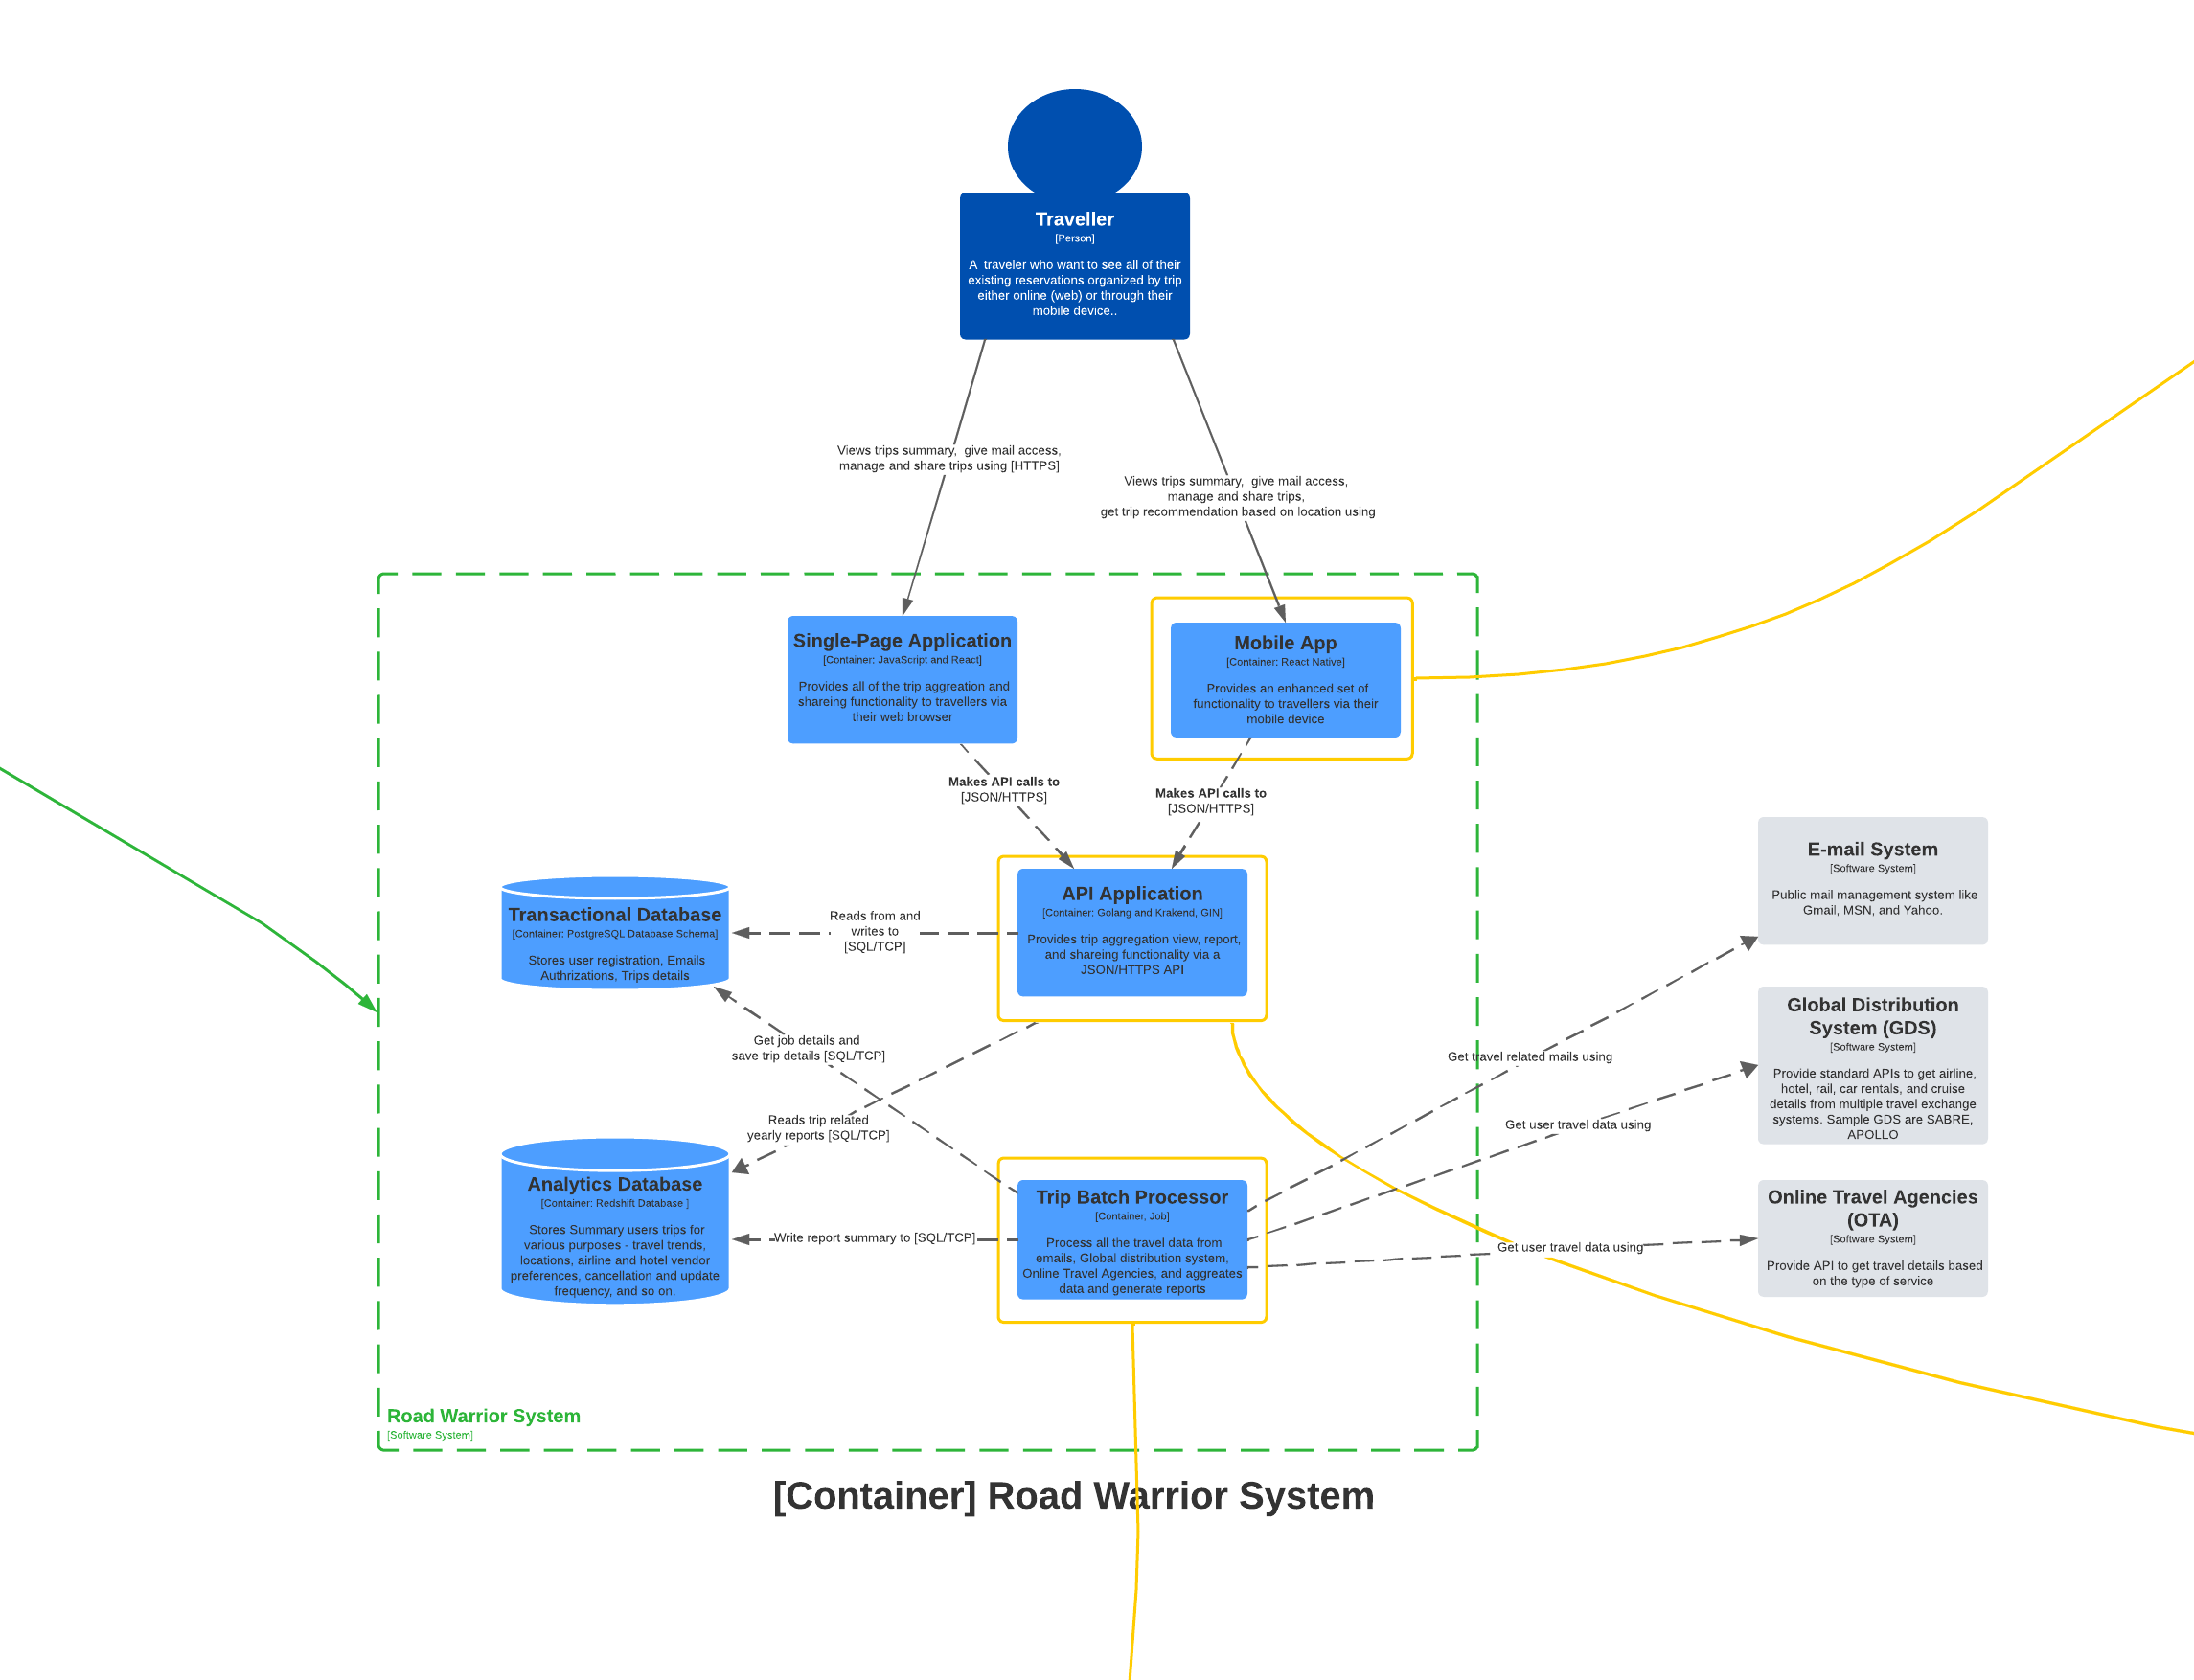 Traveller
[Person]
A  traveler who want to see all of their
existing reservations organized by trip
either online (web) or through their
mobile device..
Views trips summary,  give mail access,
manage and share trips using [HTTPS]
Views trips summary,  give mail access,
manage and share trips,
get trip recommendation based on location using
Single-Page Application
[Container: JavaScript and React]
Provides all of the trip aggreation and
shareing functionality to travellers via
their web browser
Mobile App
[Container: React Native]
Provides an enhanced set of
functionality to travellers via their
mobile device
Makes API calls to
[JSON/HTTPS]
Makes API calls to
[JSON/HTTPS]
Transactional Database
[Container: PostgreSQL Database Schema]
Stores user registration, Emails
Authrizations, Trips details
Reads from and
writes to
[SQL/TCP]
API Application
[Container: Golang and Krakend, GIN]
Provides trip aggregation view, report,
and shareing functionality via a
JSON/HTTPS API
E-mail System
[Software System]
Public mail management system like
Gmail, MSN, and Yahoo.
Get job details and
save trip details [SQL/TCP]
Reads trip related
yearly reports [SQL/TCP]
Get travel related mails using
Get user travel data using
Global Distribution
System (GDS)
[Software System]
Provide standard APIs to get airline,
hotel, rail, car rentals, and cruise
details from multiple travel exchange
systems. Sample GDS are SABRE,
APOLLO
Analytics Database
[Container: Redshift Database ]
Stores Summary users trips for
various purposes - travel trends,
locations, airline and hotel vendor
preferences, cancellation and update
frequency, and so on.
Write report summary to [SQL/TCP]
Trip Batch Processor
[Container, Job]
Process all the travel data from
emails, Global distribution system,
Online Travel Agencies, and aggreates
data and generate reports
Get user travel data using
Online Travel Agencies
(OTA)
[Software System]
Provide API to get travel details based
on the type of service
Road Warrior System
[Software System]
[Container] Road Warrior System